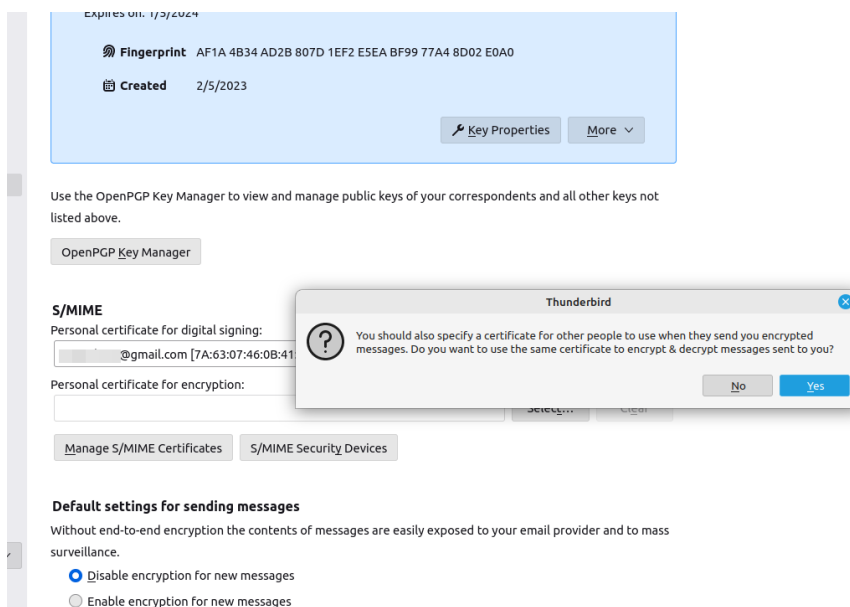 Expires on: 1/5/2024
Fingerprint AF1A 4B34 AD2B 807D 1EF2 E5EA BF99 77A4 8D02 E0A0
Created 2/5/2023
Key Properties More
Use the OpenPGP Key Manager to view and manage public keys of your correspondents and all other keys not
listed above.
OpenPGP Key Manager
S/MIME
Personal certificate for digital signing:
@gmail.com [7A:63:07:46:0B:41:
Thunderbird
You should also specify a certificate for other people to use when they send you encrypted
messages. Do you want to use the same certificate to encrypt & decrypt messages sent to you?
No Yes
Personal certificate for encryption:
Select... Clear
Manage S/MIME Certificates S/MIME Security Devices
Default settings for sending messages
Without end-to-end encryption the contents of messages are easily exposed to your email provider and to mass
surveillance.
Disable encryption for new messages
Enable encryption for new messages